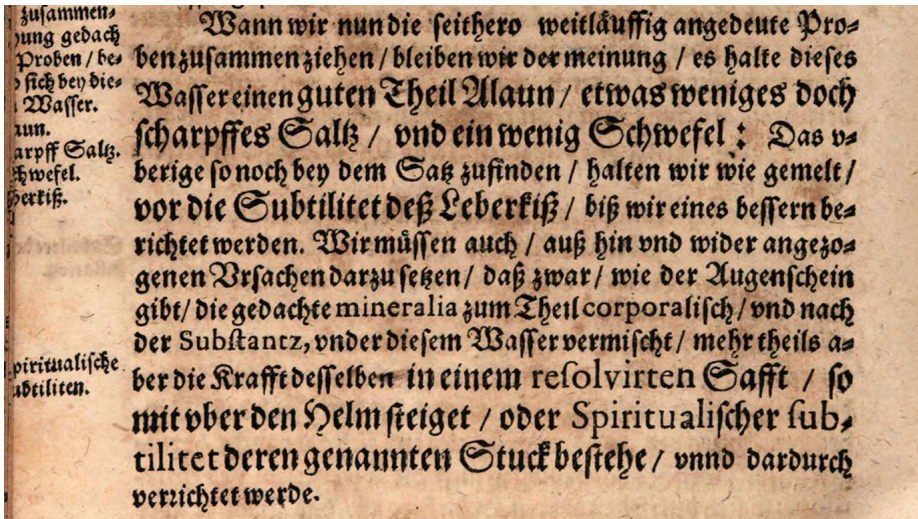 zusammen-
ung gedach
Proben / be-
sich bey die-
Wasser.
aun.
arpff Saltz.
hwefel.
berkiß.
piritualische
ubtiliten.
Wann wir nun die seithero weitläuffig angedeute Pro-
ben zusammen ziehen / bleiben wir der meinung / es halte dieses
Wasser einen guten Theil Alaun / etwas weniges doch
scharpffes Saltz / vnd ein wenig Schwefel : Das v-
berige so noch bey dem Satz zufinden / halten wir wie gemelt /
vor die Subtilitet deß Leberkiß / biß wir eines bessern be-
richtet werden. Wir müssen auch / auß hin vnd wider angezo-
genen Vrsachen darzu setzen / daß zwar / wie der Augenschein
gibt / die gedachte mineralia zum Theil corporalisch / vnd nach
der Substantz, vnder diesem Wasser vermischt / mehr theils a-
ber die Krafft desselben in einem resolvirten Safft / so
mit vber den Helm steiget / oder Spiritualischer sub-
tilitet deren genannten Stuck bestehe / vnnd dardurch
verrichtet werde.